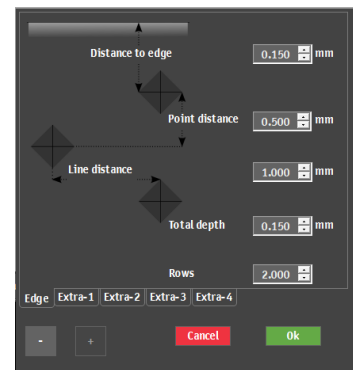 Distance to edge 0.150 mm
Point distance 0.500 mm
Line distance 1.000 mm
Total depth 0.150 mm
Rows 2.000
Edge Extra-1 Extra-2 Extra-3 Extra-4
- + Cancel Ok